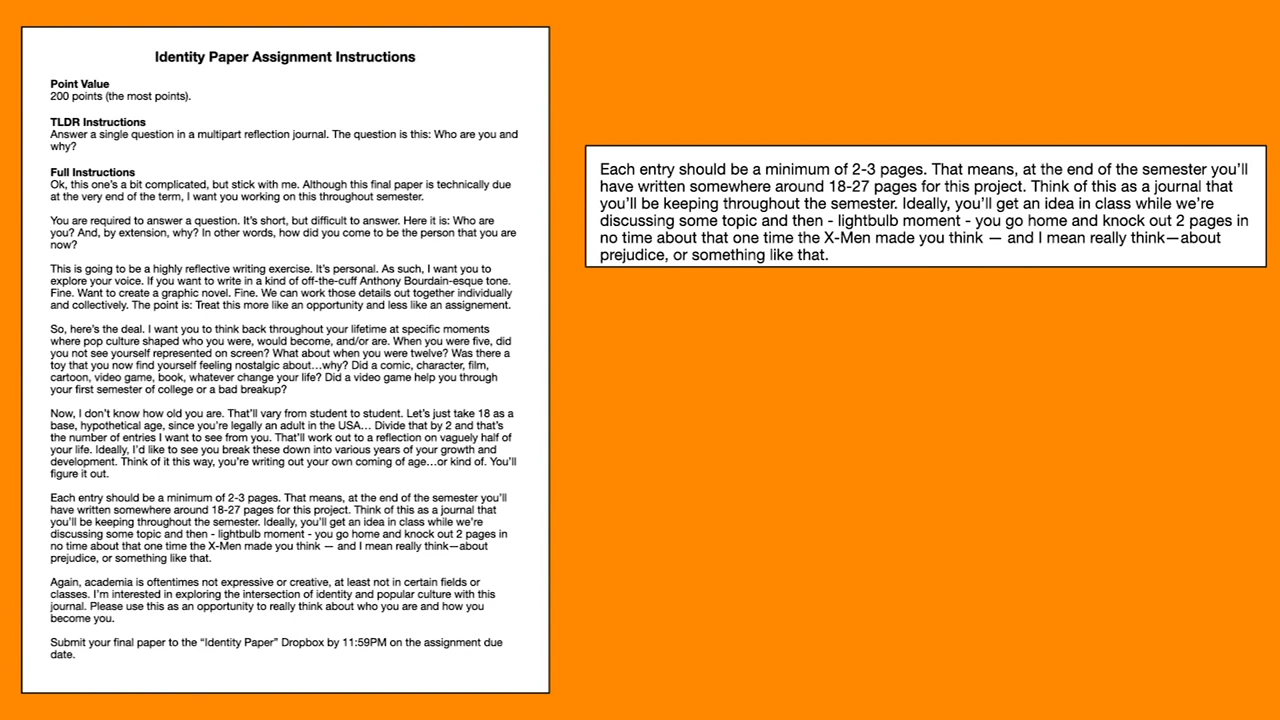 Identity Paper Assignment Instructions
Point Value
200 points (the most points).
TLDR Instructions
Answer a single question in a multipart reflection journal. The question is this: Who are you and
why?
Full Instructions
Ok, this one's a bit complicated, but stick with me. Although this final paper is technically due
at the very end of the term, I want you working on this throughout semester.
You are required to answer a question. It's short, but difficult to answer. Here it is: Who are
you? And, by extension, why? In other words, how did you come to be the person that you are
now?
This is going to be a highly reflective writing exercise. It's personal. As such, I want you to
explore your voice. If you want to write in a kind of off-the-cuff Anthony Bourdain-esque tone.
Fine. Want to create a graphic novel. Fine. We can work those details out together individually
and collectively. The point is: Treat this more like an opportunity and less like an assignement.
So, here's the deal. I want you to think back throughout your lifetime at specific moments
where pop culture shaped who you were, would become, and/or are. When you were five, did
you not see yourself represented on screen? What about when you were twelve? Was there a
toy that you now find yourself feeling nostalgic about…why? Did a comic, character, film,
cartoon, video game, book, whatever change your life? Did a video game help you through
your first semester of college or a bad breakup?
Now, I don't know how old you are. That'll vary from student to student. Let's just take 18 as a
base, hypothetical age, since you're legally an adult in the USA… Divide that by 2 and that's
the number of entries I want to see from you. That'll work out to a reflection on vaguely half of
your life. Ideally, I'd like to see you break these down into various years of your growth and
development. Think of it this way, you're writing out your own coming of age…or kind of. You'll
figure it out.
Each entry should be a minimum of 2-3 pages. That means, at the end of the semester you'll
have written somewhere around 18-27 pages for this project. Think of this as a journal that
you'll be keeping throughout the semester. Ideally, you'll get an idea in class while we're
discussing some topic and then - lightbulb moment - you go home and knock out 2 pages in
no time about that one time the X-Men made you think — and I mean really think—about
prejudice, or something like that.
Again, academia is oftentimes not expressive or creative, at least not in certain fields or
classes. I'm interested in exploring the intersection of identity and popular culture with this
journal. Please use this as an opportunity to really think about who you are and how you
become you.
Submit your final paper to the “Identity Paper” Dropbox by 11:59PM on the assignment due
date.
Each entry should be a minimum of 2-3 pages. That means, at the end of the semester you'll
have written somewhere around 18-27 pages for this project. Think of this as a journal that
you'll be keeping throughout the semester. Ideally, you'll get an idea in class while we're
discussing some topic and then - lightbulb moment - you go home and knock out 2 pages in
no time about that one time the X-Men made you think — and I mean really think—about
prejudice, or something like that.